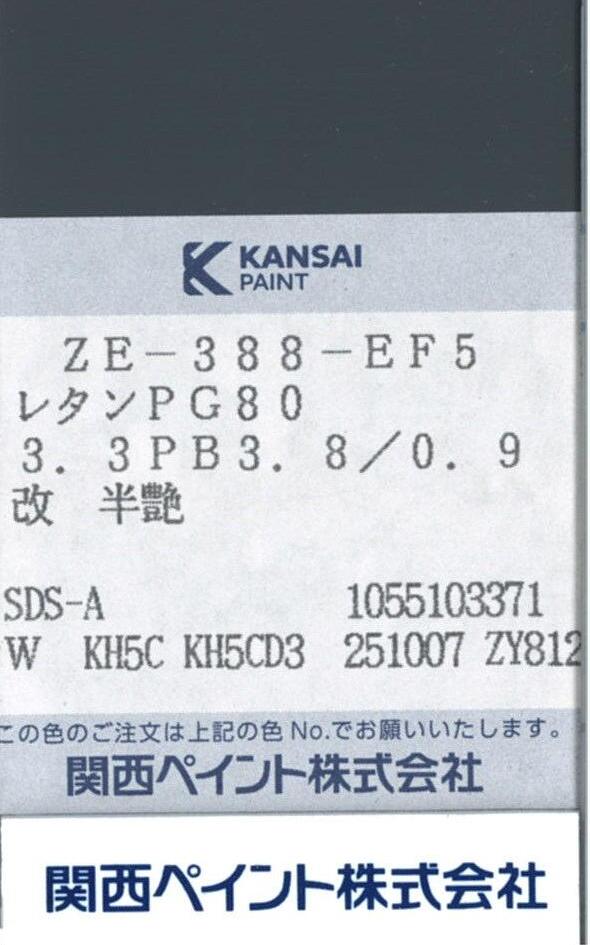 KANSAI
PAINT
ZE-388-EF5
レタンPG80
3.3PB3.8/0.9
改 半艶
SDS-A 1055103371
W KH5C KH5CD3 251007 ZY812
この色のご注文は上記の色 No.でお願いいたします。
関西ペイント株式会社
関西ペイント株式会社